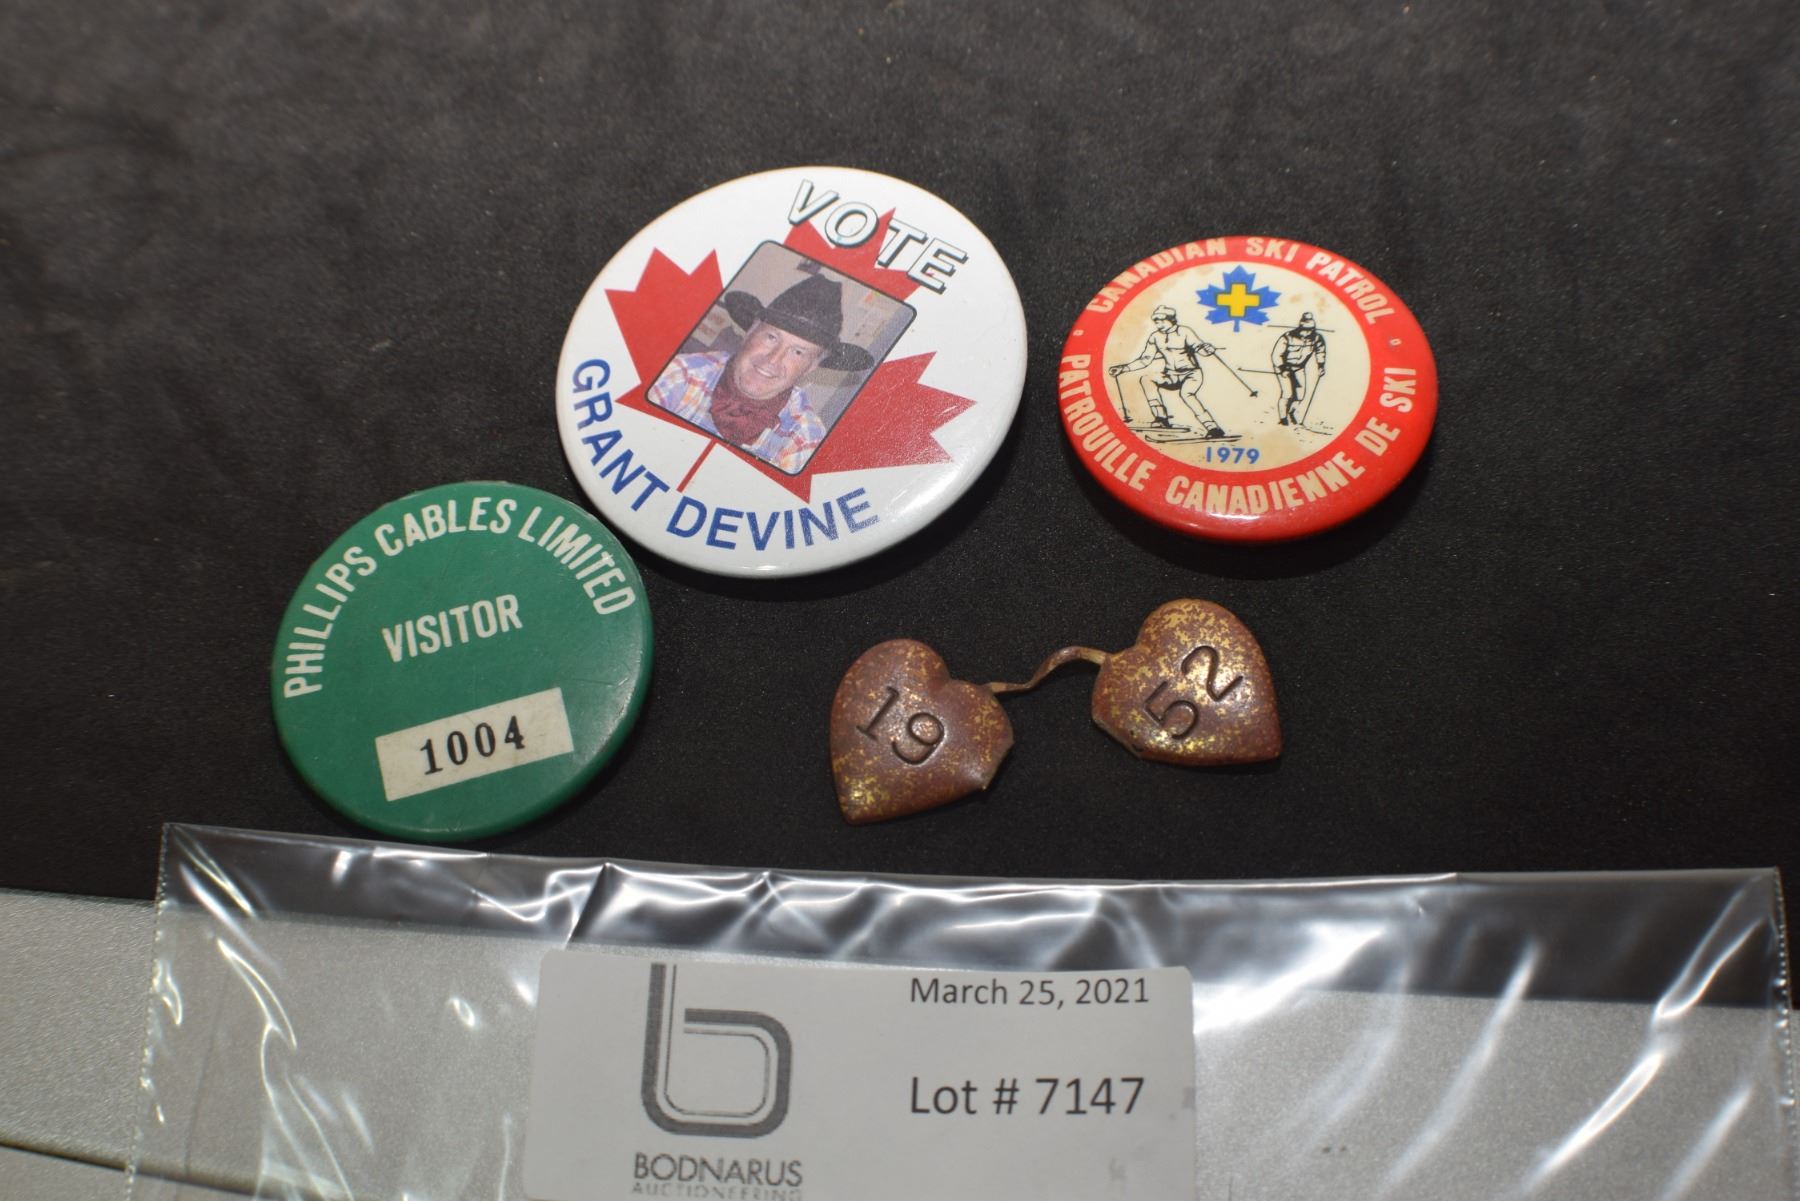 VOTE
GRANT DEVINE
CANADIAN SKI PATROL
1979
PATROUILLE CANADIENNE DE SKI
PHILLIPS CABLES LIMITED
VISITOR
1004
19
52
March 25, 2021
Lot # 7147
BODNARUS
AUCTIONEERING